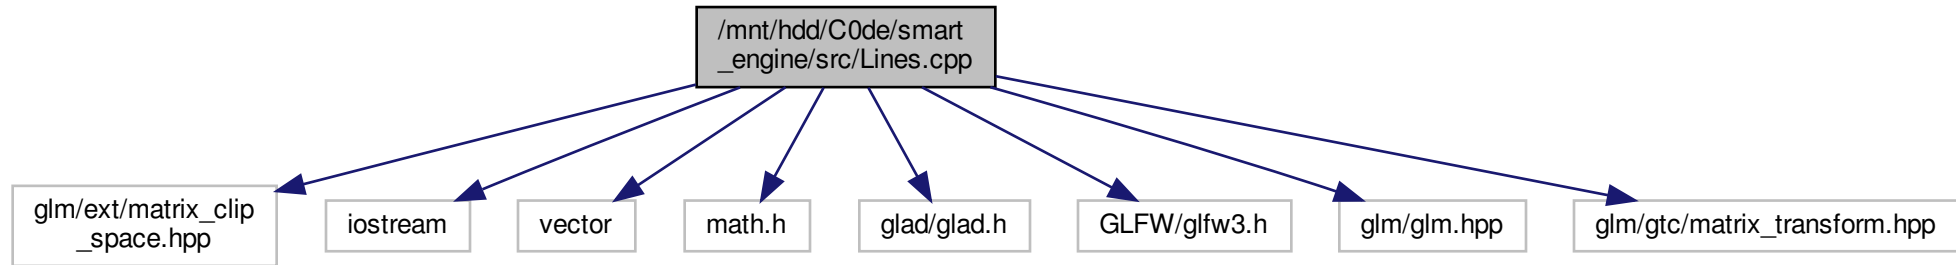 /mnt/hdd/C0de/smart
_engine/src/Lines.cpp
glm/ext/matrix_clip
_space.hpp
iostream
vector
math.h
glad/glad.h
GLFW/glfw3.h
glm/glm.hpp
glm/gtc/matrix_transform.hpp